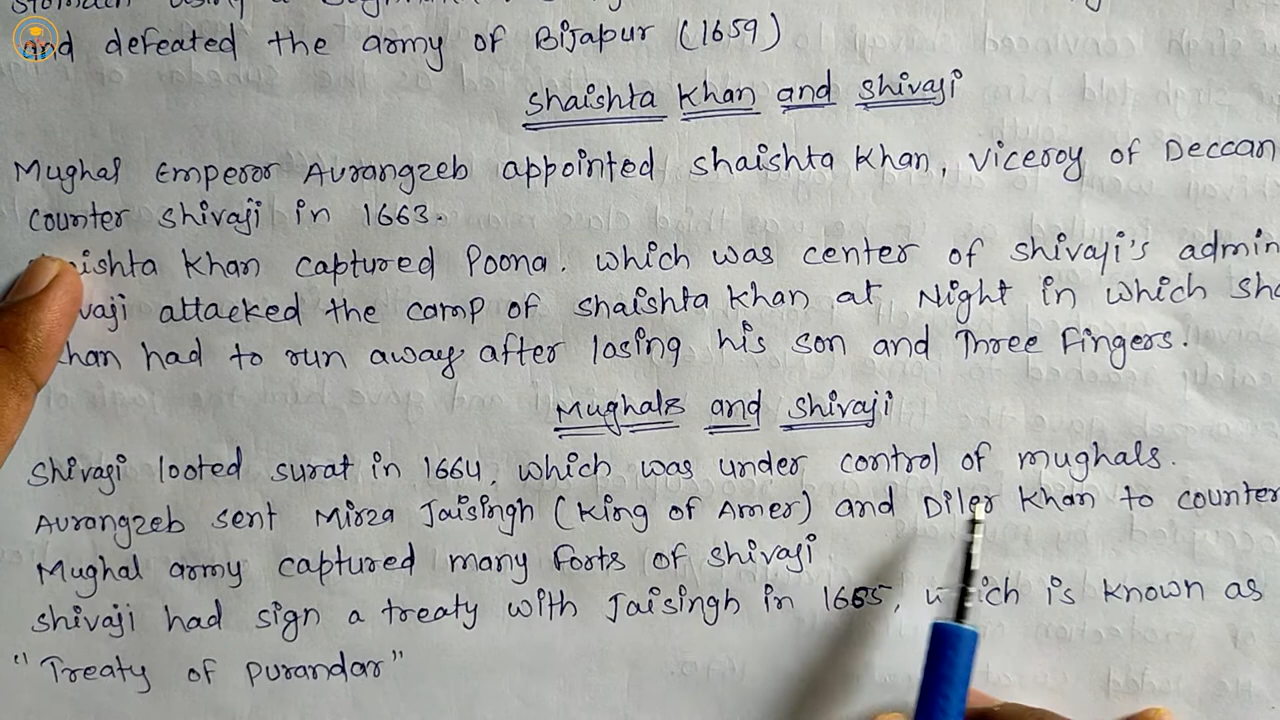 and defeated the army of Bijapur (1659)
Shaishta Khan and Shivaji
Mughal Emperor Aurangzeb appointed Shaishta Khan, Viceroy of Deccan
counter Shivaji in 1663.
ishta Khan captured Poona. which was center of Shivaji's admin
vaji attacked the camp of Shaishta Khan at Night in which Sha
han had to run away after losing his son and Three Fingers.
Mughals and Shivaji
Shivaji looted surat in 1664, which was under control of mughals.
Aurangzeb sent Mirza Jaisingh (King of Amer) and Diler Khan to counter
Mughal army captured many forts of Shivaji
Shivaji had sign a treaty with Jaisingh in 1665, which is known as
"Treaty of Purandar"